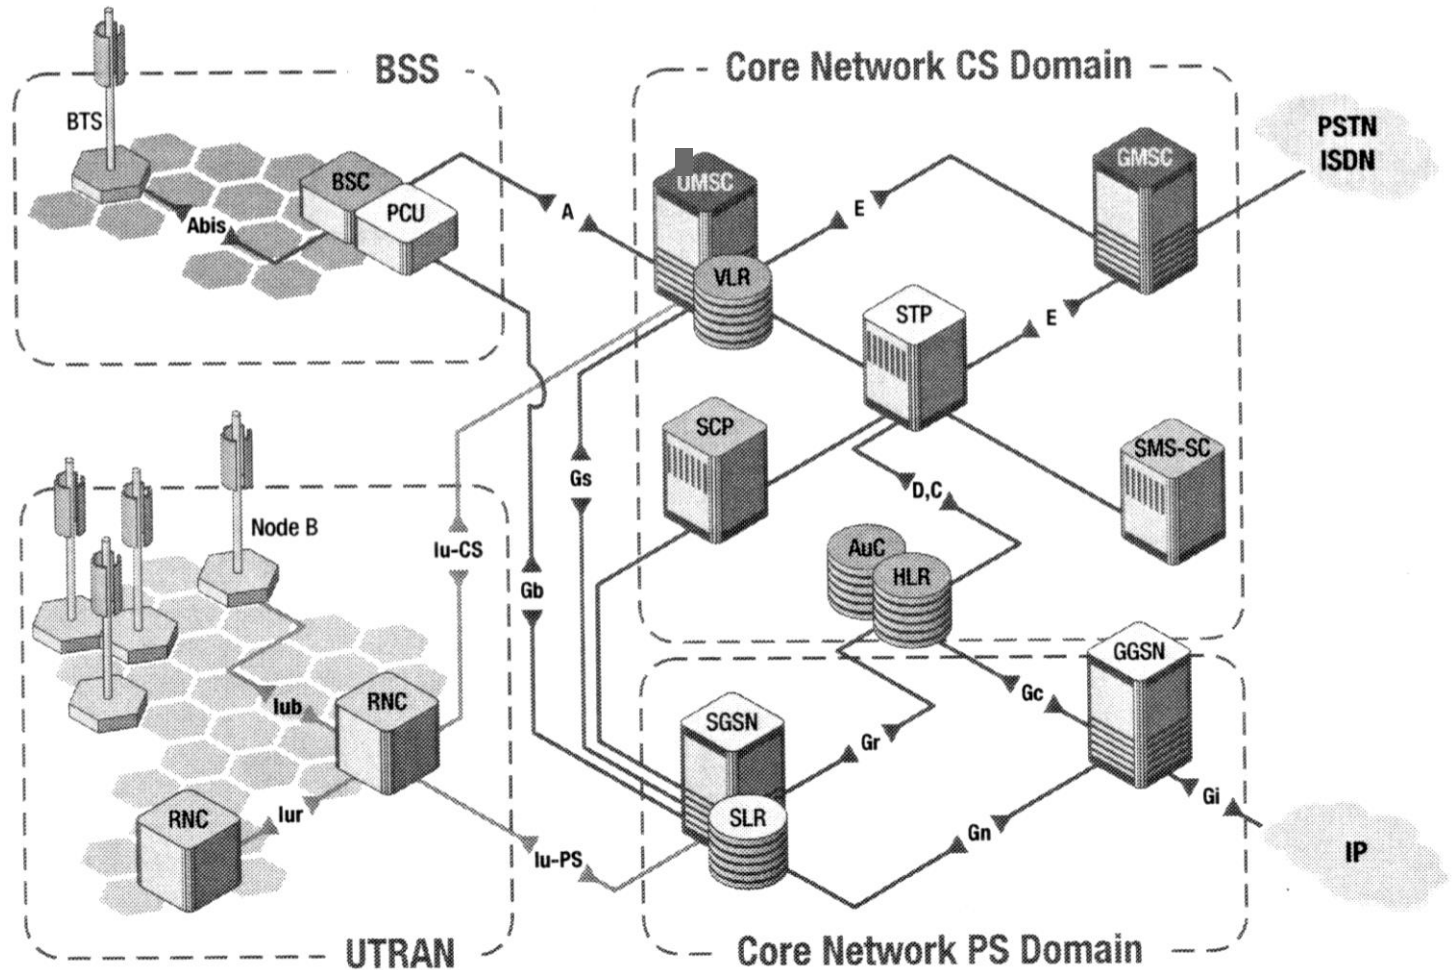 BSS
Core Network CS Domain
BTS
PSTN
ISDN
GMSC
BSC
UMSC
PCU
A
E
Abis
VLR
STP
E
SCP
SMS-SC
Gs
D,C
Node B
Iu-CS
AuC
HLR
Gb
GGSN
RNC
Iub
Gc
SGSN
Gr
Gi
RNC
Iur
SLR
Gn
Iu-PS
IP
UTRAN
Core Network PS Domain